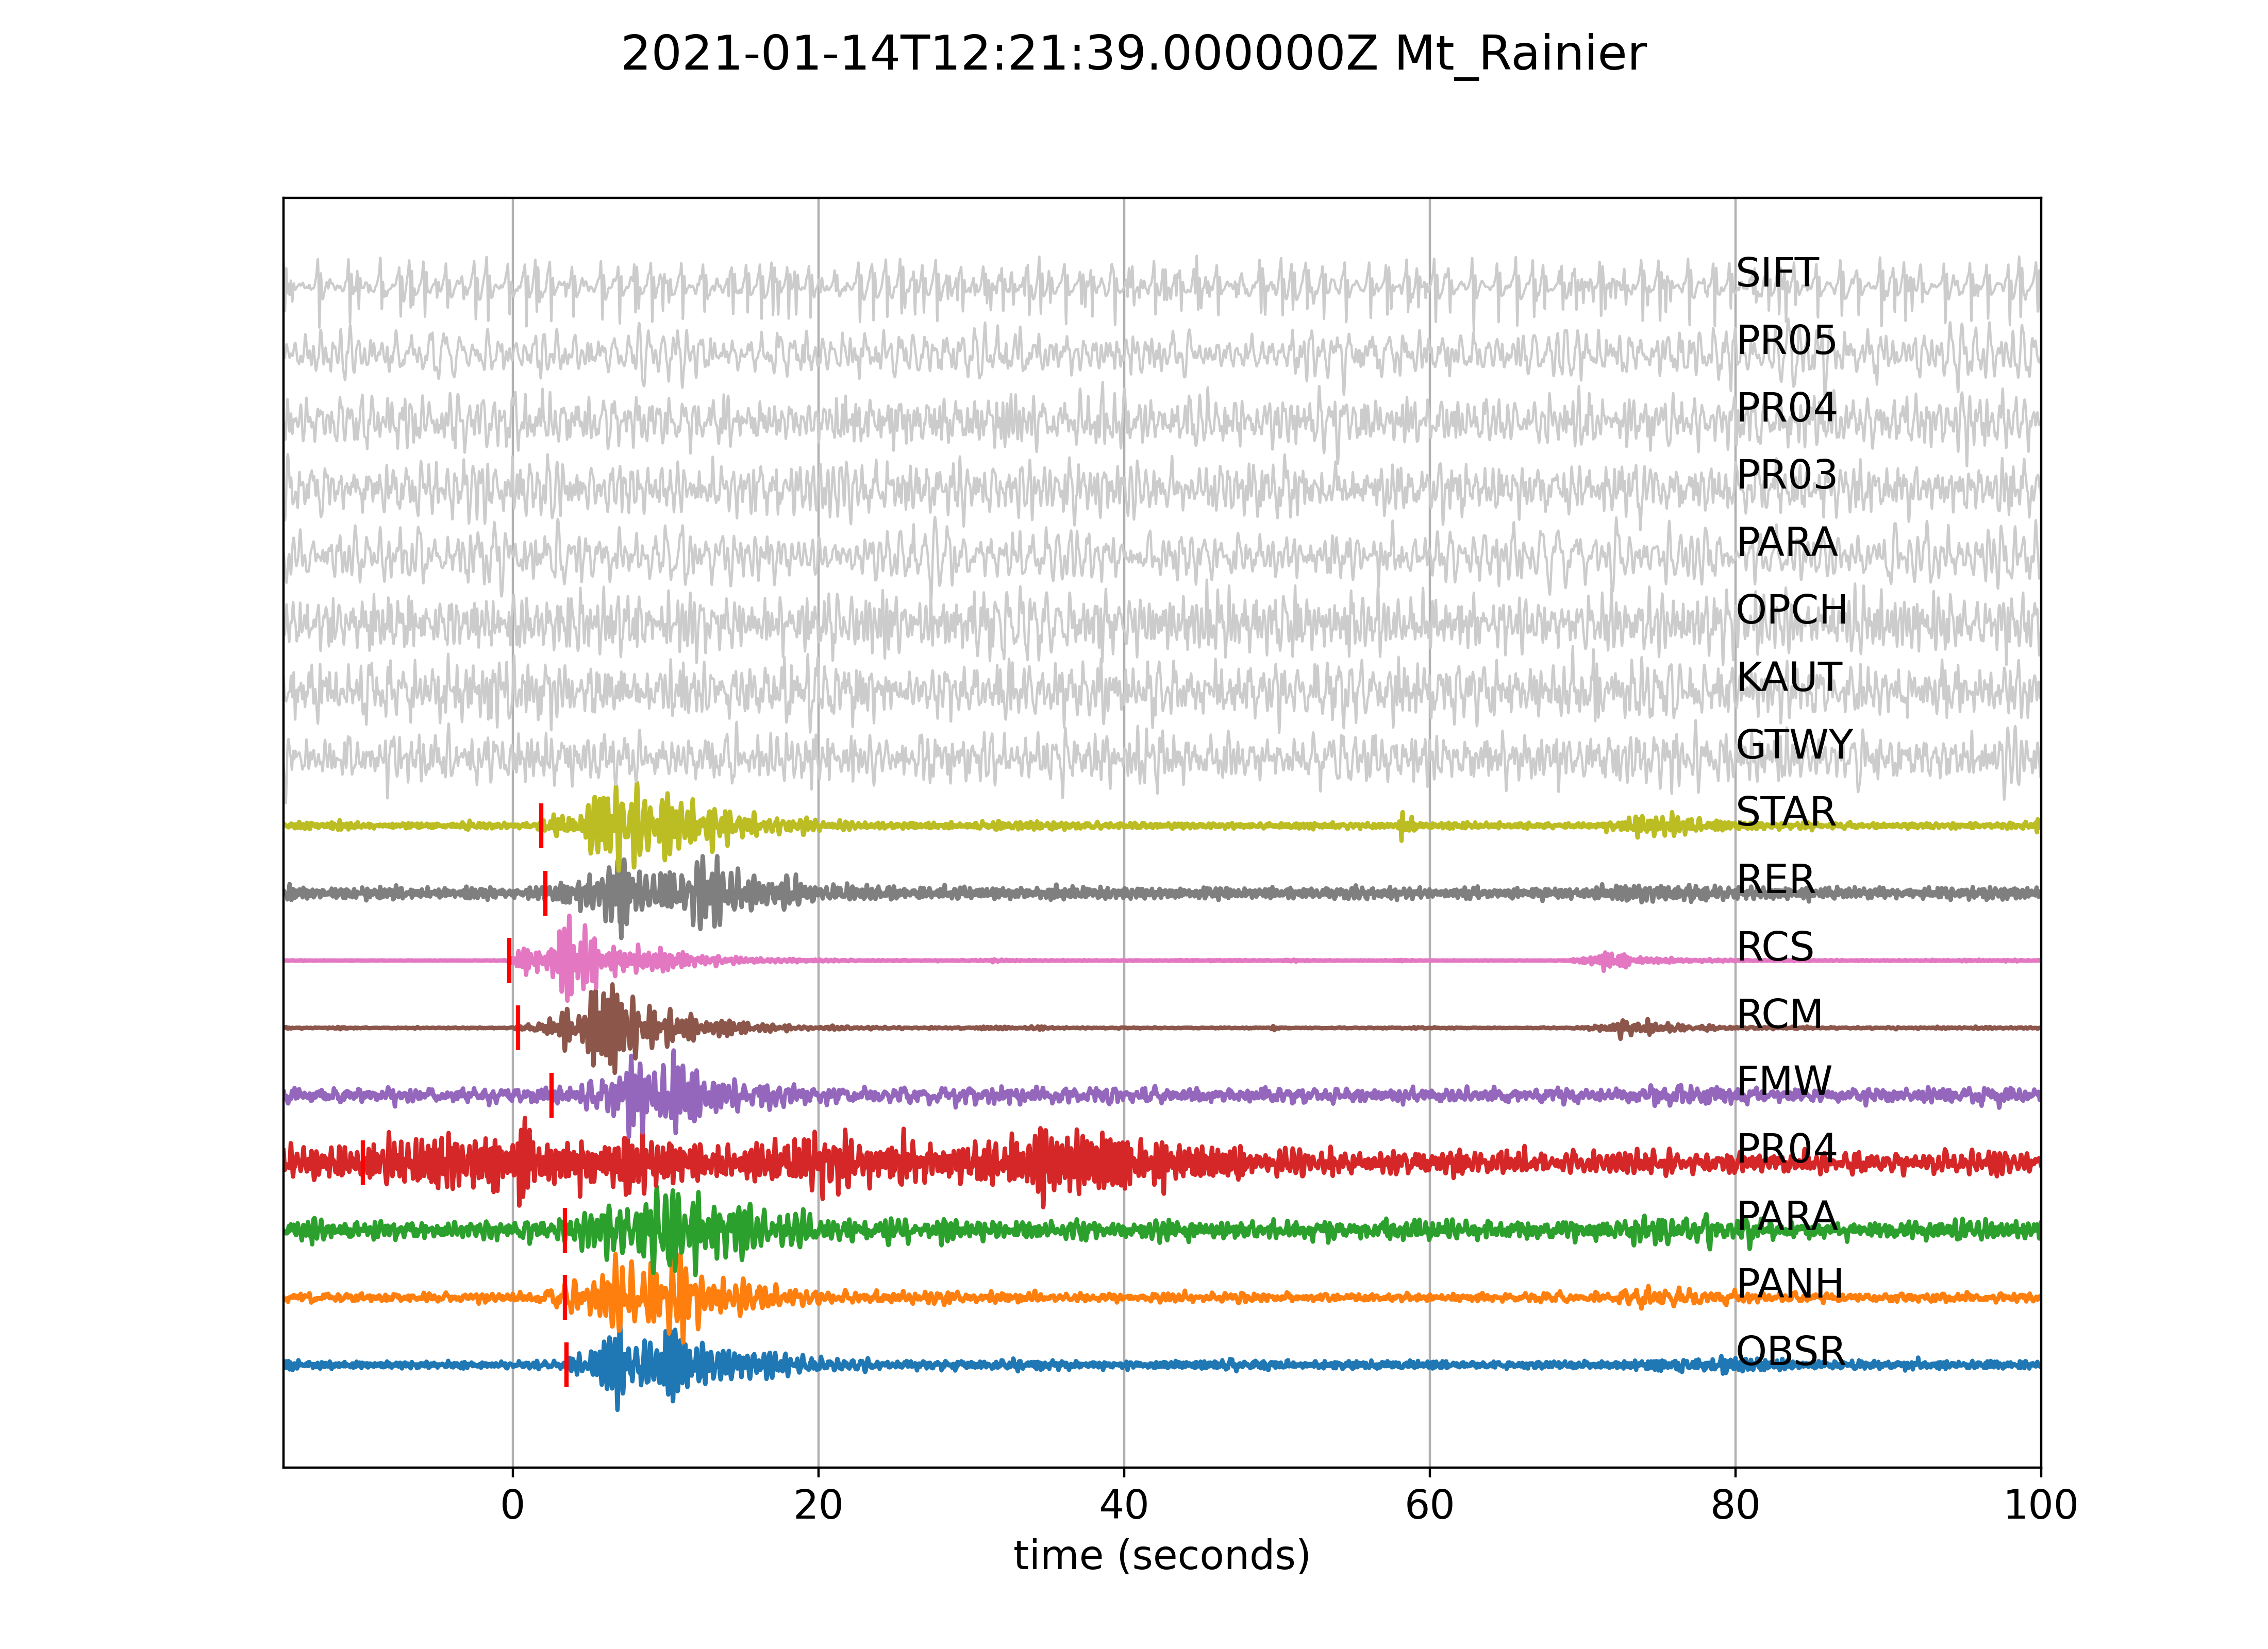 2021-01-14T12:21:39.000000Z Mt_Rainier
SIFT
PR05
PR04
PR03
PARA
OPCH
KAUT
GTWY
STAR
RER
RCS
RCM
FMW
PR04
PARA
PANH
OBSR
0 20 40 60 80 100
time (seconds)